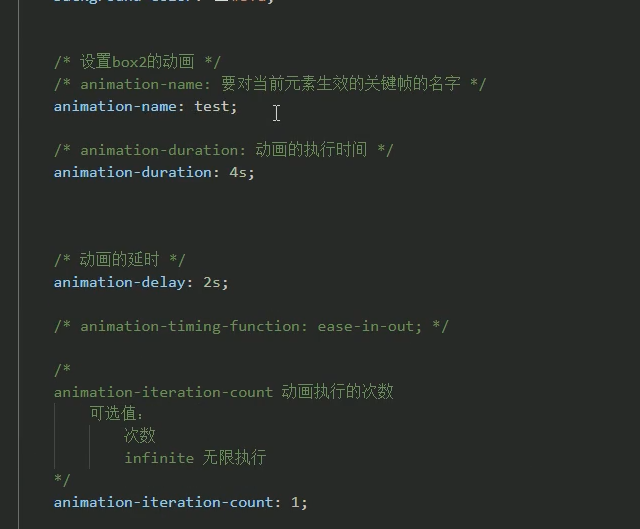 /* 设置box2的动画 */
/* animation-name: 要对当前元素生效的关键帧的名字 */
animation-name: test;
/* animation-duration: 动画的执行时间 */
animation-duration: 4s;
/* 动画的延时 */
animation-delay: 2s;
/* animation-timing-function: ease-in-out; */
/*
animation-iteration-count 动画执行的次数
可选值：
次数
infinite 无限执行
*/
animation-iteration-count: 1;